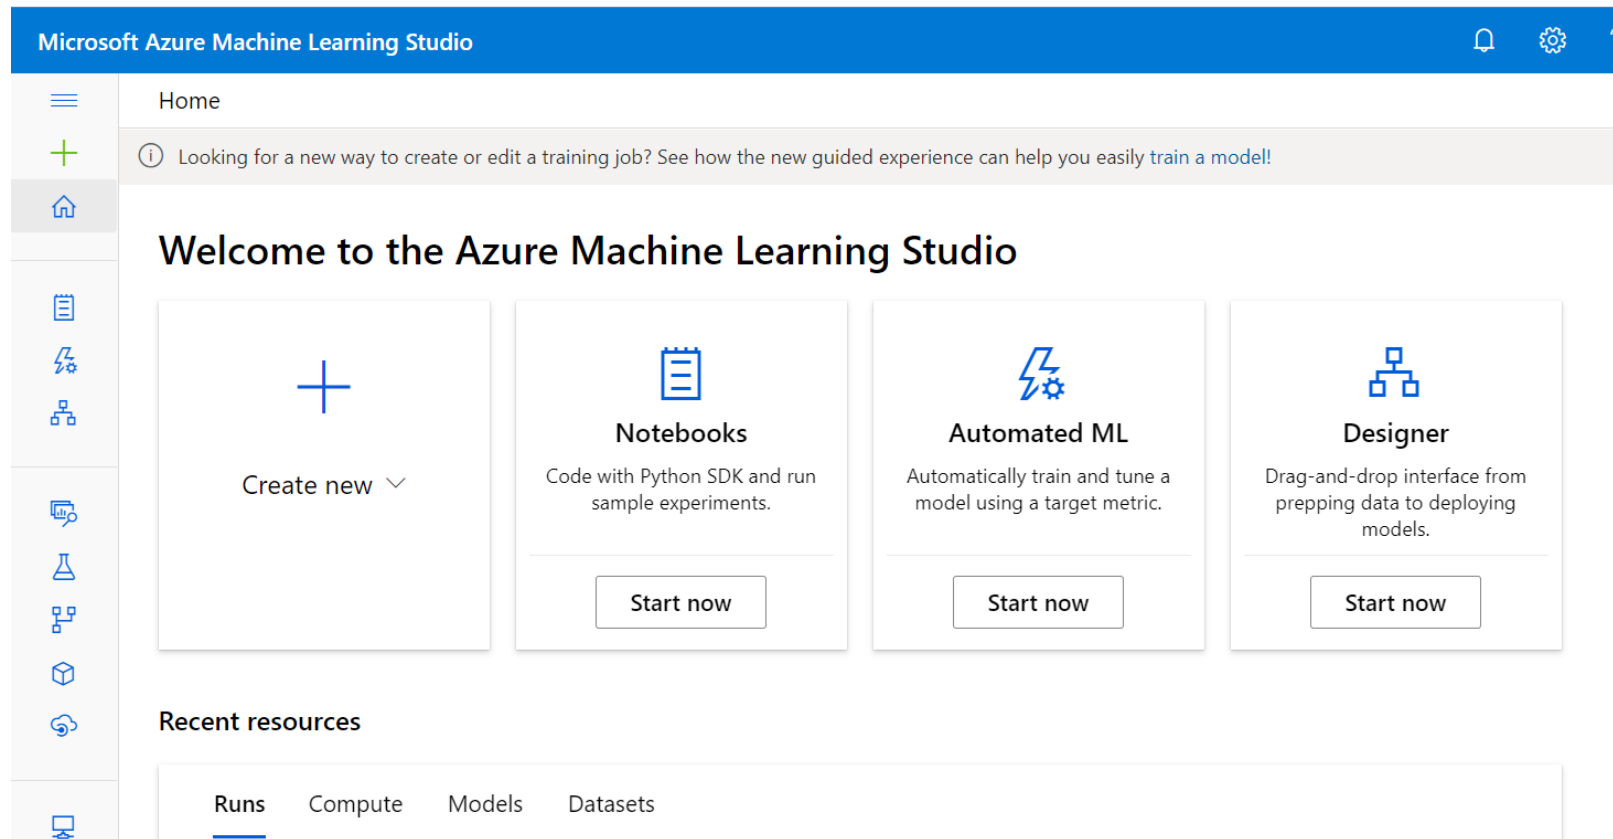 Microsoft Azure Machine Learning Studio
Home
Looking for a new way to create or edit a training job? See how the new guided experience can help you easily train a model!
Welcome to the Azure Machine Learning Studio
Create new
Notebooks
Code with Python SDK and run
sample experiments.
Start now
Automated ML
Automatically train and tune a
model using a target metric.
Start now
Designer
Drag-and-drop interface from
prepping data to deploying
models.
Start now
Recent resources
Runs Compute Models Datasets